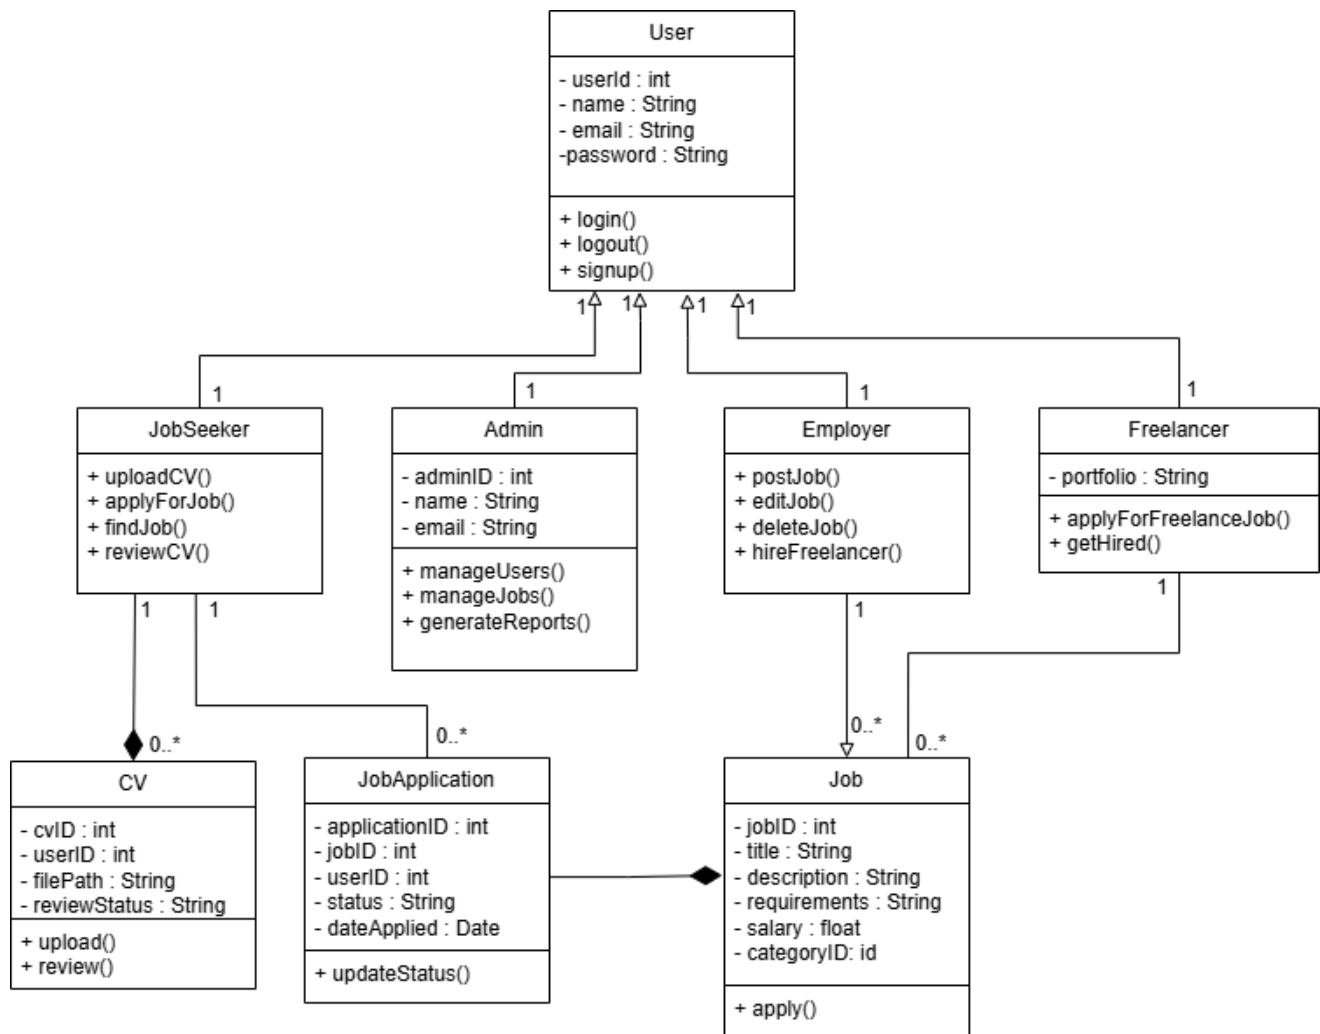 User
- userId : int
- name : String
- email : String
-password : String
+ login()
+ logout()
+ signup()
1
1
1
1
1
1
1
1
JobSeeker
+ uploadCV()
+ applyForJob()
+ findJob()
+ reviewCV()
Admin
- adminID : int
- name : String
- email : String
+ manageUsers()
+ manageJobs()
+ generateReports()
Employer
+ postJob()
+ editJob()
+ deleteJob()
+ hireFreelancer()
Freelancer
- portfolio : String
+ applyForFreelanceJob()
+ getHired()
1
1
1
1
0..*
0..*
0..*
0..*
CV
- cvID : int
- userID : int
- filePath : String
- reviewStatus : String
+ upload()
+ review()
JobApplication
- applicationID : int
- jobID : int
- userID : int
- status : String
- dateApplied : Date
+ updateStatus()
Job
- jobID : int
- title : String
- description : String
- requirements : String
- salary : float
- categoryID: id
+ apply()